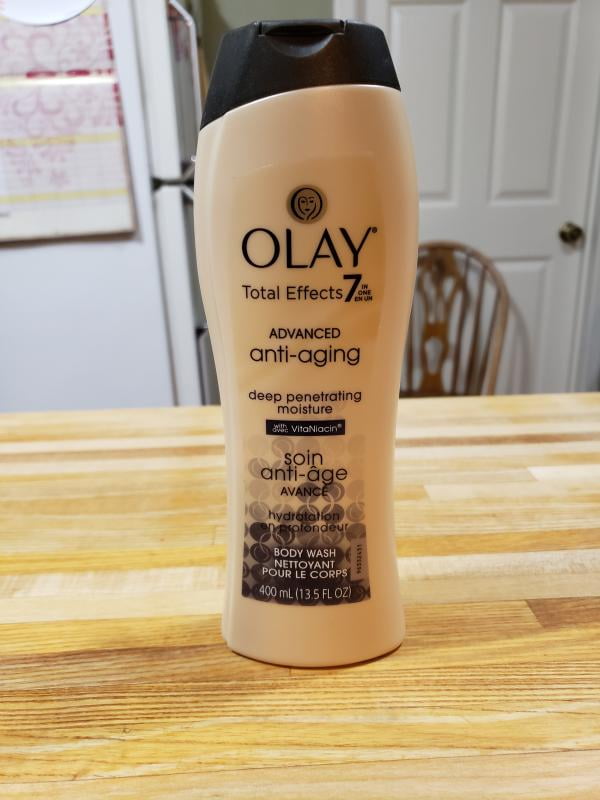 OLAY®
Total Effects 7 IN ONE EN UN
ADVANCED
anti-aging
deep penetrating
moisture
with avec VitaNiacin®
soin
anti-âge
AVANCÉ
hydratation
en profondeur
BODY WASH
NETTOYANT
POUR LE CORPS
400 mL (13.5 FL OZ)